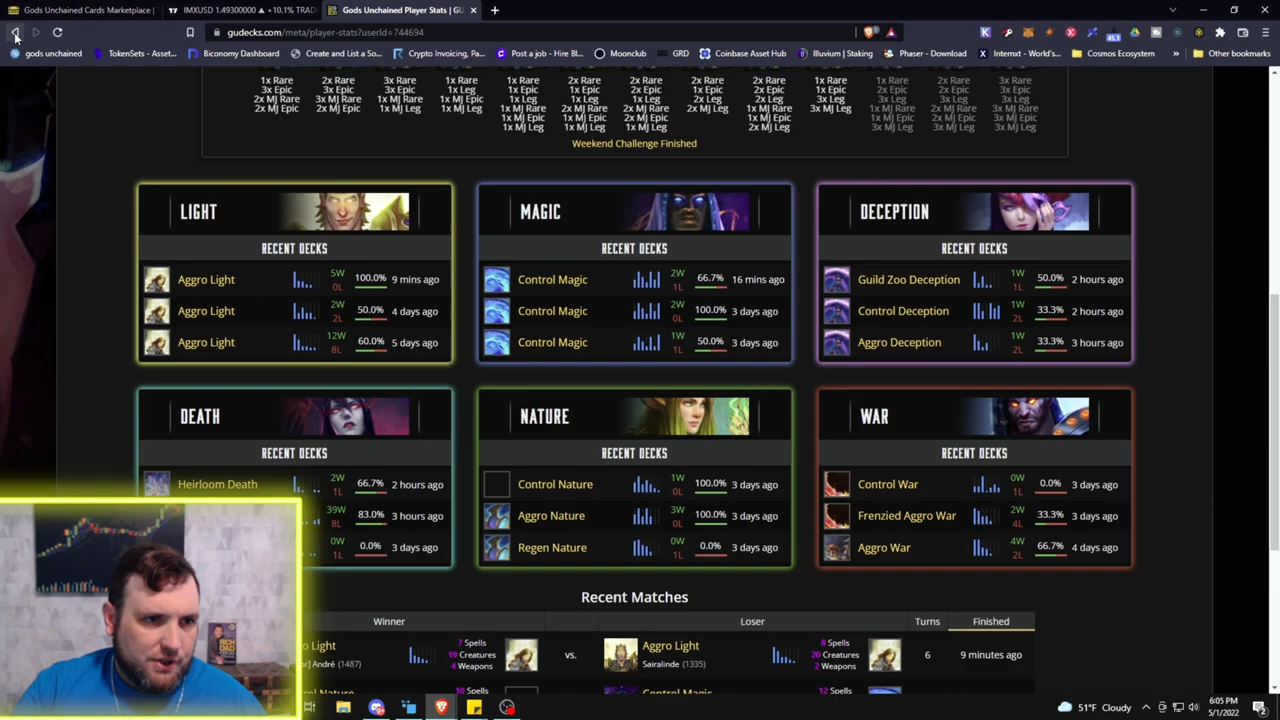 Gods Unchained Cards Marketplace |
IMXUSD 1.49300000 ▲ +10.1% TRAD
Gods Unchained Player Stats | GU
gudecks.com/meta/player-stats?userId=744694
gods unchained
TokenSets - Asset...
Biconomy Dashboard
Create and List a So...
Crypto Invoicing, Pa...
Post a job - Hire Bl...
Moonclub
GRD
Coinbase Asset Hub
Illuvium | Staking
Phaser - Download
Internxt – World's...
Cosmos Ecosystem
»
Other bookmarks
1x Rare 2x Rare 3x Rare 1x Rare 1x Rare 2x Rare 2x Rare 1x Rare 2x Rare 1x Rare 1x Rare 2x Rare 3x Rare
3x Epic 2x Epic 1x Epic 1x Leg 1x Epic 1x Epic 2x Epic 1x Epic 1x Epic 2x Epic 2x Epic 3x Epic
2x MJ Rare 3x MJ Rare 1x MJ Rare 1x MJ Epic 1x Leg 1x Leg 1x Leg 2x Leg 2x Leg 3x Leg 3x Leg 2x Leg 3x Leg
2x MJ Epic 2x MJ Epic 1x MJ Leg 1x MJ Leg 1x MJ Rare 2x MJ Rare 1x MJ Rare 2x MJ Leg 1x MJ Rare 3x MJ Leg
1x MJ Epic
1x MJ Leg 1x MJ Leg 1x MJ Leg 2x MJ Leg 3x MJ Leg 3x MJ Leg
Weekend Challenge Finished
LIGHT
RECENT DECKS
Aggro Light 5W 0L 100.0% 9 mins ago
Aggro Light 2W 2L 50.0% 4 days ago
Aggro Light 12W 8L 60.0% 5 days ago
MAGIC
RECENT DECKS
Control Magic 2W 1L 66.7% 16 mins ago
Control Magic 2W 0L 100.0% 3 days ago
Control Magic 1W 1L 50.0% 3 days ago
DECEPTION
RECENT DECKS
Guild Zoo Deception 1W 1L 50.0% 2 hours ago
Control Deception 1W 2L 33.3% 2 hours ago
Aggro Deception 1W 2L 33.3% 3 hours ago
DEATH
RECENT DECKS
Heirloom Death 2W 1L 66.7% 2 hours ago
39W 8L 83.0% 3 hours ago
0W 1L 0.0% 3 days ago
NATURE
RECENT DECKS
Control Nature 1W 0L 100.0% 3 days ago
Aggro Nature 3W 0L 100.0% 3 days ago
Regen Nature 0W 1L 0.0% 3 days ago
WAR
RECENT DECKS
Control War 0W 1L 0.0% 3 days ago
Frenzied Aggro War 2W 4L 33.3% 3 days ago
Aggro War 4W 2L 66.7% 4 days ago
Recent Matches
Winner Loser Turns Finished
o Light
or] André (1487)
7 Spells
19 Creatures
4 Weapons
vs.
Aggro Light
Sairalinde (1335)
8 Spells
20 Creatures
2 Weapons
6
9 minutes ago
10 Spells
Control Magic
12 Spells
RICH
DAD
51°F Cloudy
6:05 PM
5/1/2022
2